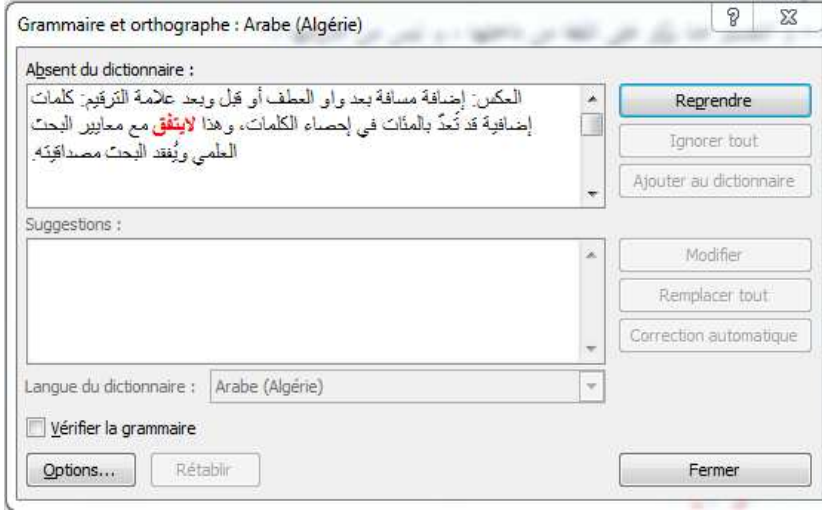 Grammaire et orthographe : Arabe (Algérie)
Absent du dictionnaire :
العكس: إضافة مسافة بعد واو العطف أو قبل وبعد علامة الترقيم: كلمات
إضافية قد تُعدّ بالمئات في إحصاء الكلمات، وهذا لايتفق مع معايير البحث
العلمي ويُفقد البحث مصداقيته.
Reprendre
Ignorer tout
Ajouter au dictionnaire
Suggestions :
Modifier
Remplacer tout
Correction automatique
Langue du dictionnaire : Arabe (Algérie)
Vérifier la grammaire
Options... Rétablir Fermer